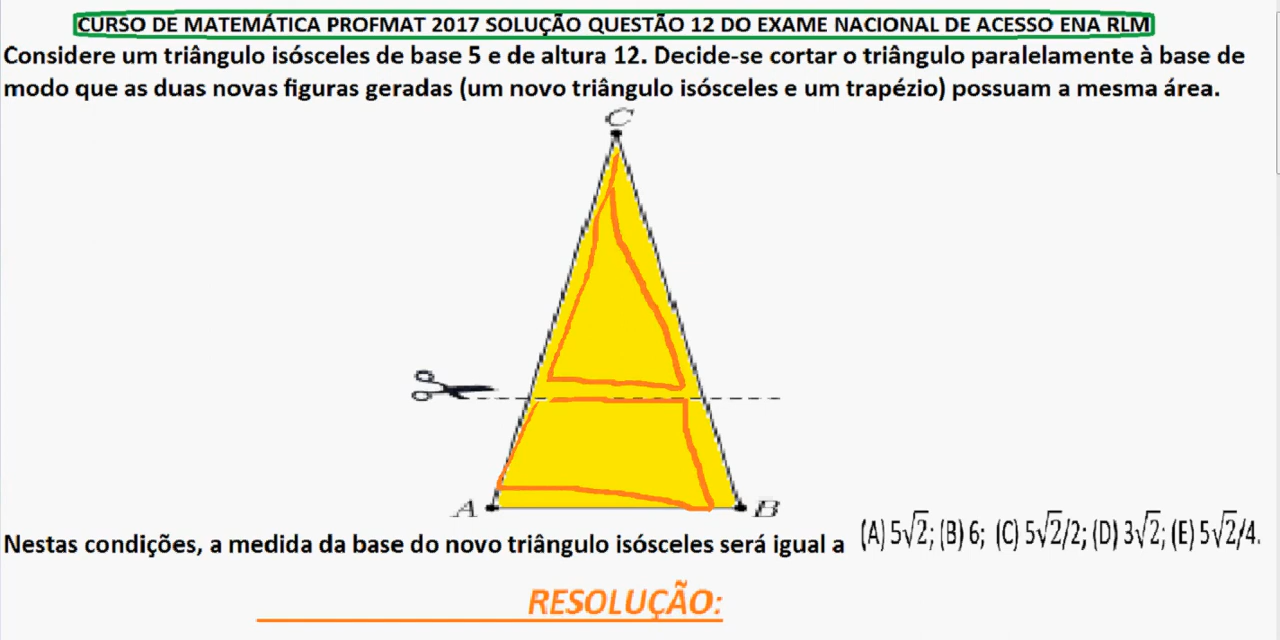 CURSO DE MATEMÁTICA PROFMAT 2017 SOLUÇÃO QUESTÃO 12 DO EXAME NACIONAL DE ACESSO ENA RLM
Considere um triângulo isósceles de base 5 e de altura 12. Decide-se cortar o triângulo paralelamente à base de
modo que as duas novas figuras geradas (um novo triângulo isósceles e um trapézio) possuam a mesma área.
C
A
B
Nestas condições, a medida da base do novo triângulo isósceles será igual a (A) 5√2; (B) 6; (C) 5√2/2; (D) 3√2; (E) 5√2/4.
RESOLUÇÃO: